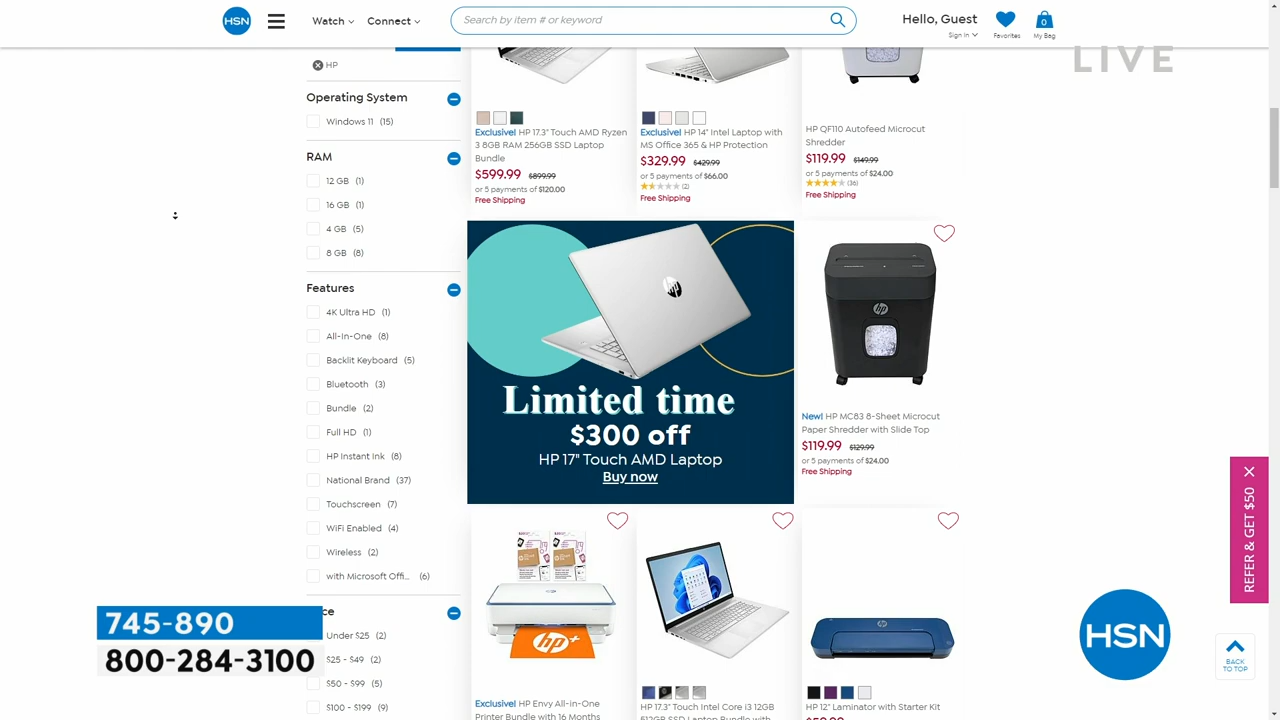 HSN
Watch
Connect
Search by item # or keyword
Hello, Guest
Sign In
Favorites
0
My Bag
LIVE
HP
Operating System
Windows 11 (15)
RAM
12 GB (1)
16 GB (1)
4 GB (5)
8 GB (8)
Features
4K Ultra HD (1)
All-In-One (8)
Backlit Keyboard (5)
Bluetooth (3)
Bundle (2)
Full HD (1)
HP Instant Ink (8)
National Brand (37)
Touchscreen (7)
WiFi Enabled (4)
Wireless (2)
with Microsoft Offi... (6)
ce
Under $25 (2)
$25 - $49 (2)
$50 - $99 (5)
$100 - $199 (9)
Exclusive! HP 17.3" Touch AMD Ryzen
3 8GB RAM 256GB SSD Laptop
Bundle
$599.99 $899.99
or 5 payments of $120.00
Free Shipping
Exclusive! HP 14" Intel Laptop with
MS Office 365 & HP Protection
$329.99 $429.99
or 5 payments of $66.00
(2)
Free Shipping
HP QF110 Autofeed Microcut
Shredder
$119.99 $149.99
or 5 payments of $24.00
(36)
Free Shipping
hp
Limited time
$300 off
HP 17" Touch AMD Laptop
Buy now
hp
New! HP MC83 8-Sheet Microcut
Paper Shredder with Slide Top
$119.99 $129.99
or 5 payments of $24.00
Free Shipping
hp+
Exclusive! HP Envy All-in-One
Printer Bundle with 16 Months
HP 17.3" Touch Intel Core i3 12GB
512GB SSD Laptop Bundle with
hp
HP 12" Laminator with Starter Kit
REFER & GET $50
BACK
TO TOP
745-890
800-284-3100
HSN